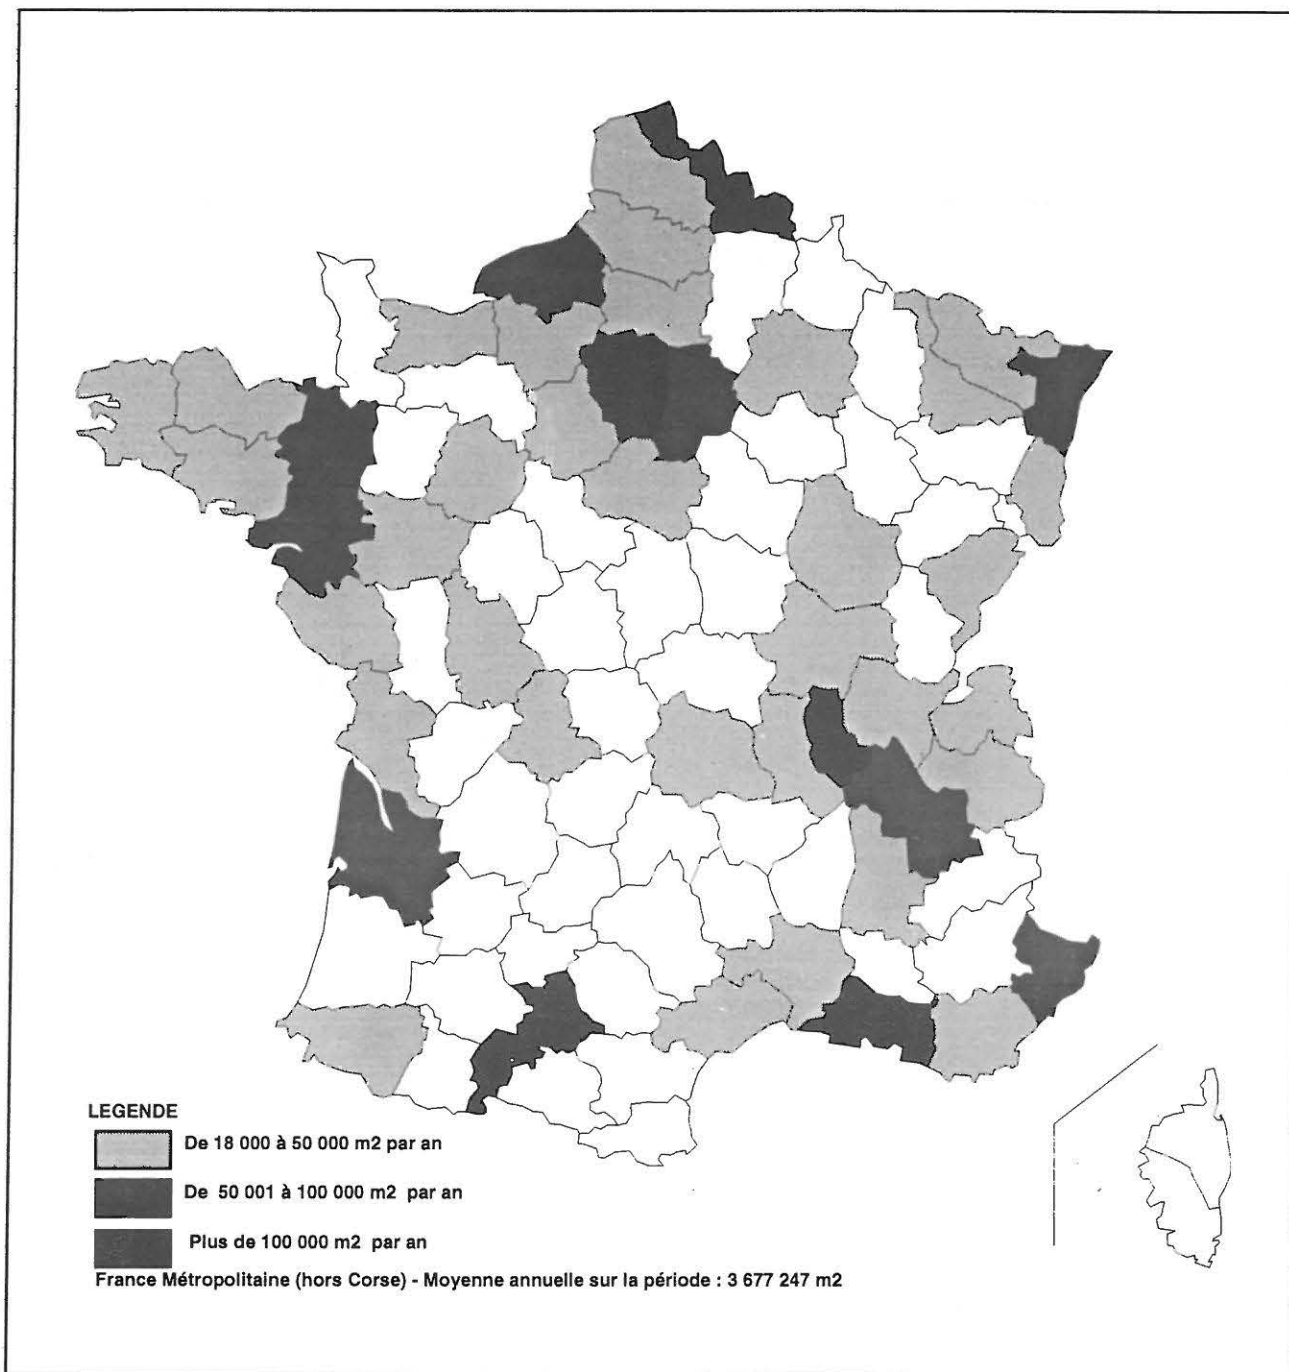 LEGENDE
De 18 000 à 50 000 m2 par an
De 50 001 à 100 000 m2 par an
Plus de 100 000 m2 par an
France Métropolitaine (hors Corse) - Moyenne annuelle sur la période : 3 677 247 m2